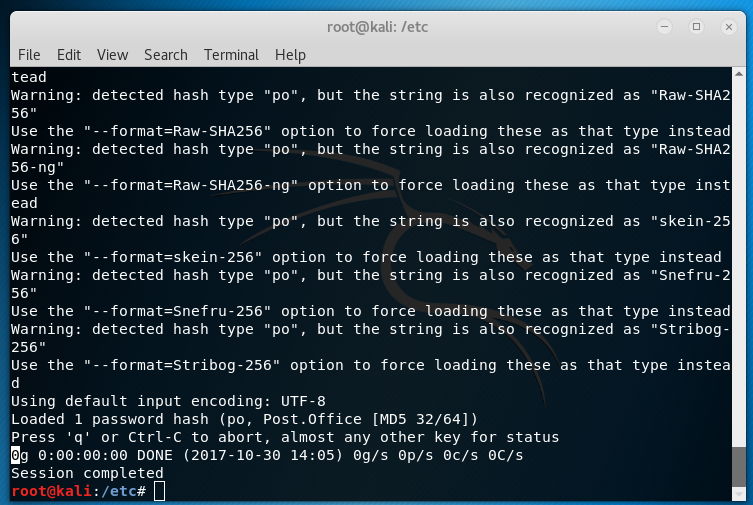 root@kali: /etc
File Edit View Search Terminal Help
tead
Warning: detected hash type "po", but the string is also recognized as "Raw-SHA2
56"
Use the "--format=Raw-SHA256" option to force loading these as that type instead
Warning: detected hash type "po", but the string is also recognized as "Raw-SHA2
56-ng"
Use the "--format=Raw-SHA256-ng" option to force loading these as that type inst
ead
Warning: detected hash type "po", but the string is also recognized as "skein-25
6"
Use the "--format=skein-256" option to force loading these as that type instead
Warning: detected hash type "po", but the string is also recognized as "Snefru-2
56"
Use the "--format=Snefru-256" option to force loading these as that type instead
Warning: detected hash type "po", but the string is also recognized as "Stribog-
256"
Use the "--format=Stribog-256" option to force loading these as that type instea
d
Using default input encoding: UTF-8
Loaded 1 password hash (po, Post.Office [MD5 32/64])
Press 'q' or Ctrl-C to abort, almost any other key for status
0g 0:00:00:00 DONE (2017-10-30 14:05) 0g/s 0p/s 0c/s 0C/s
Session completed
root@kali:/etc#